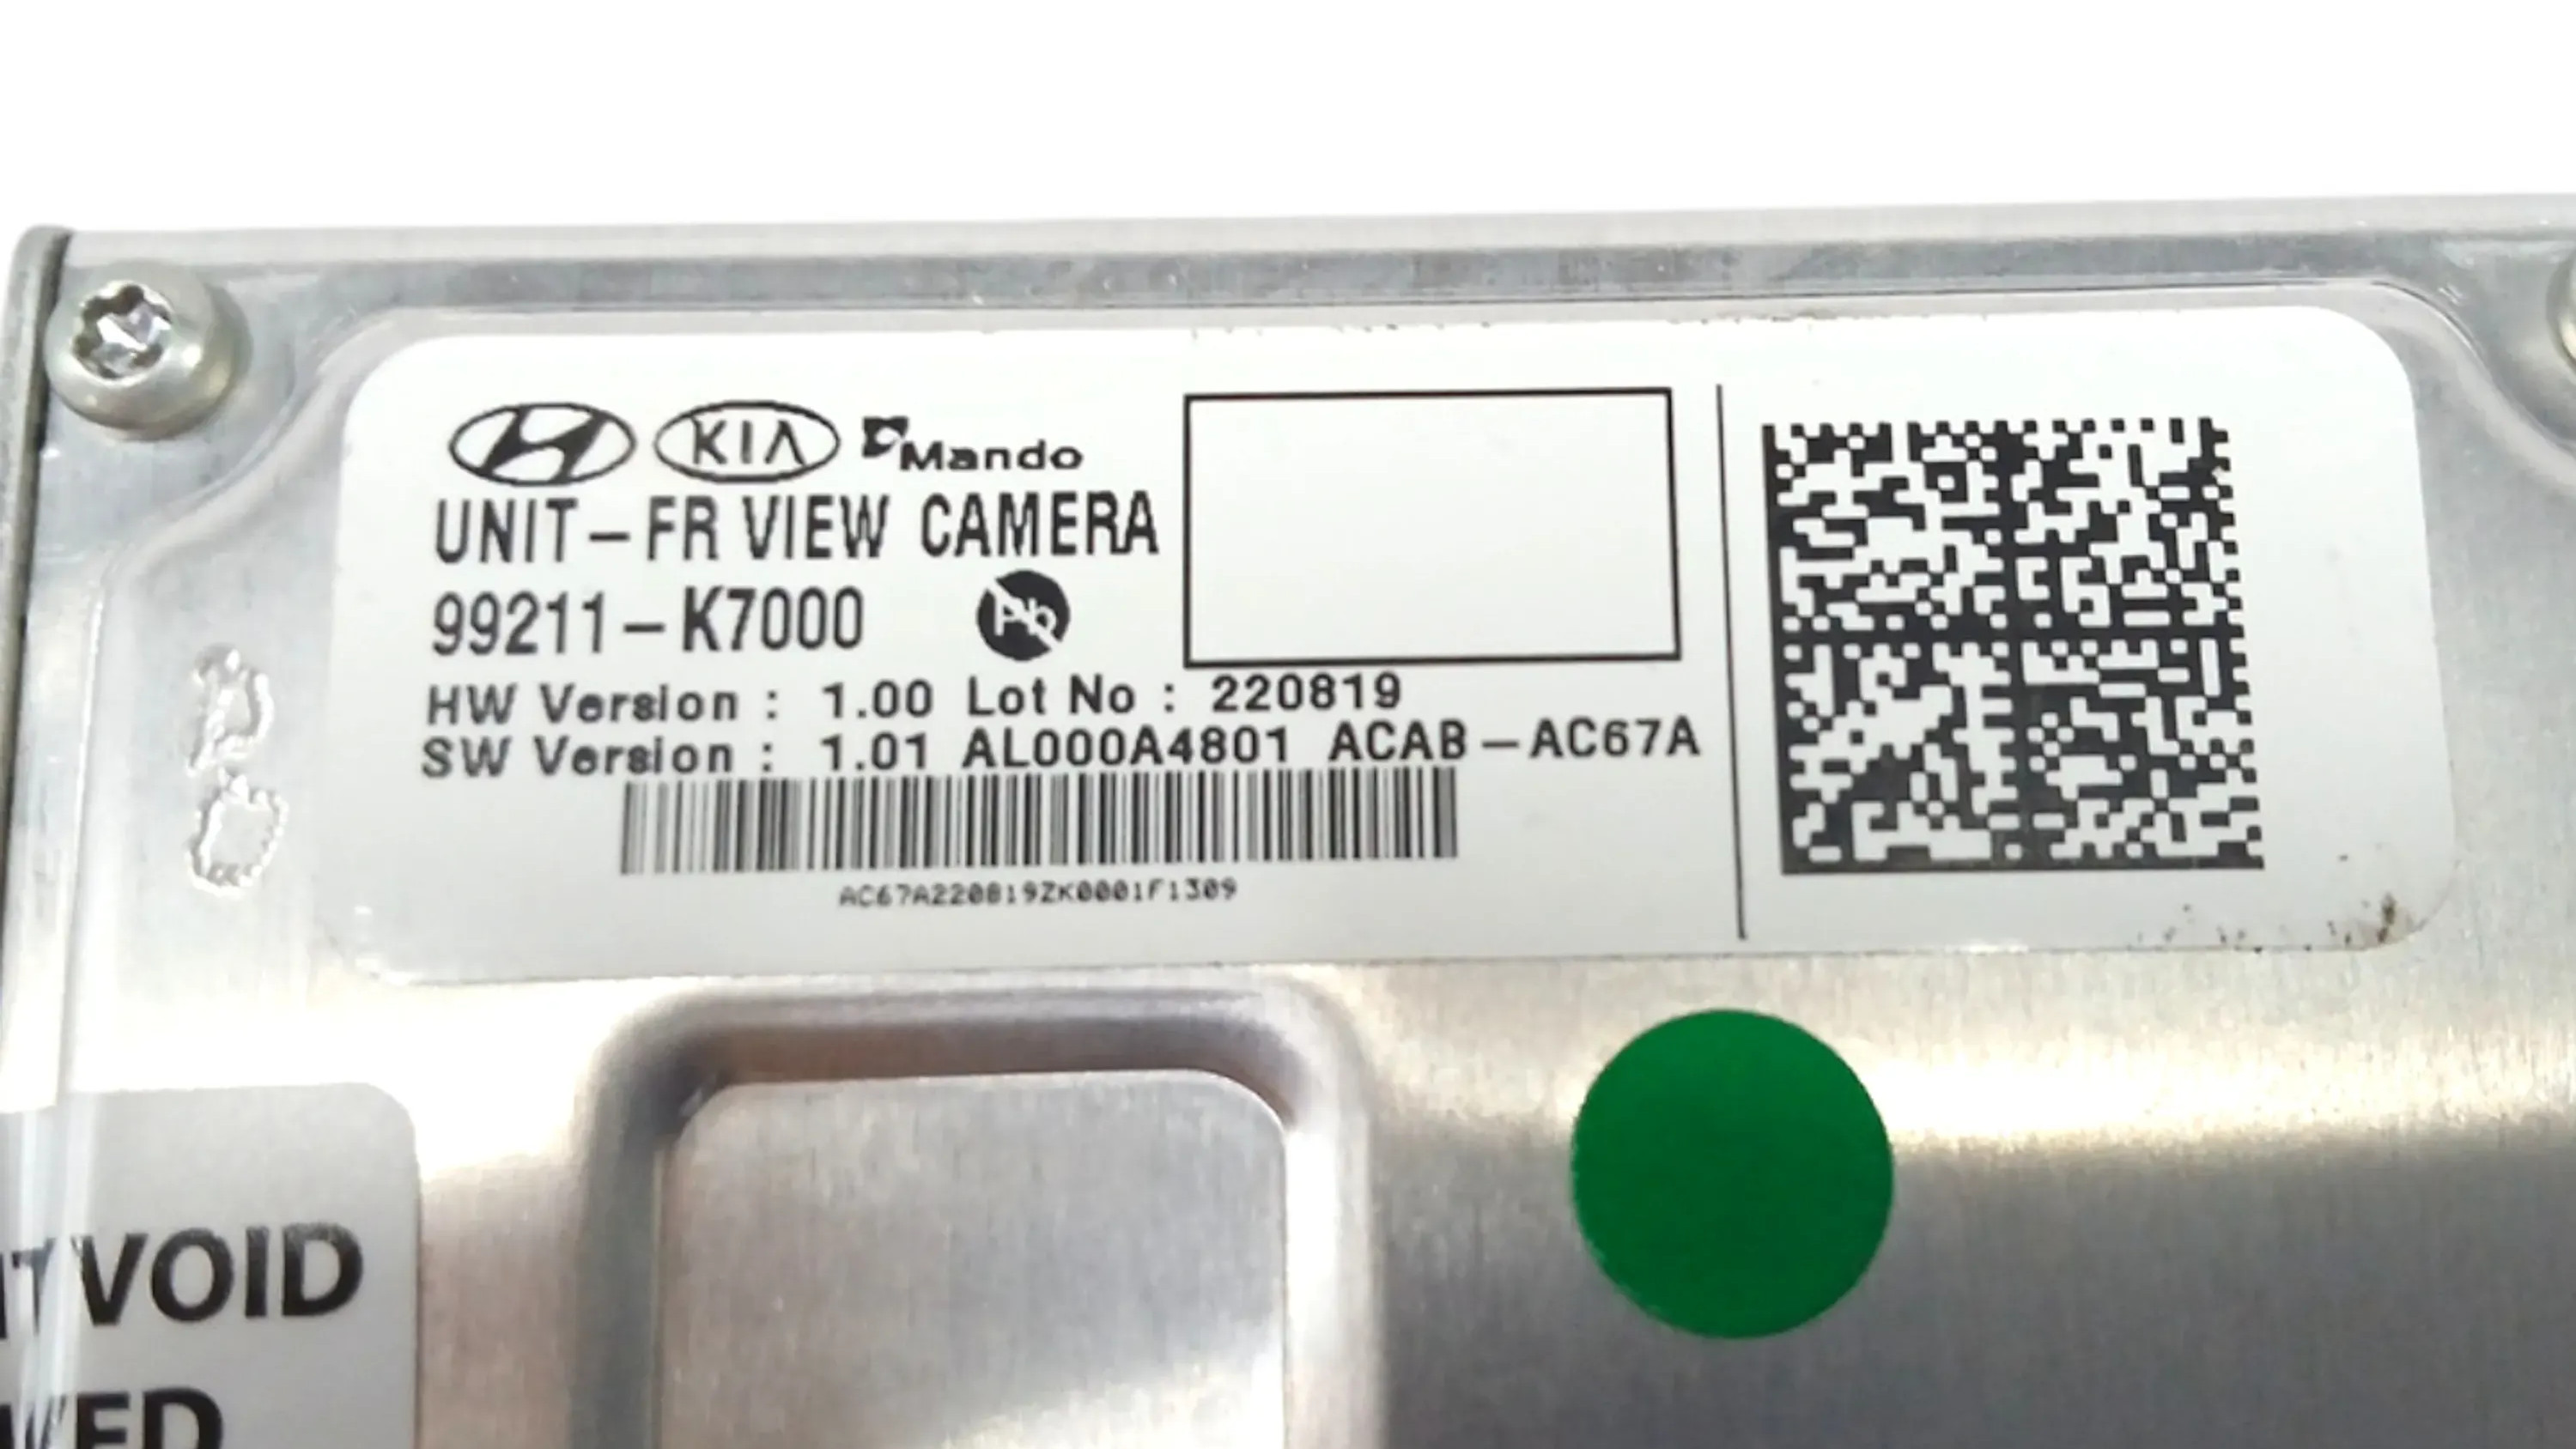 KIA Mando
UNIT-FR VIEW CAMERA
99211-K7000 Pb
HW Version : 1.00 Lot No : 220819
SW Version : 1.01 AL000A4801 ACAB-AC67A
AC67A220819ZK0001F1309
VOID